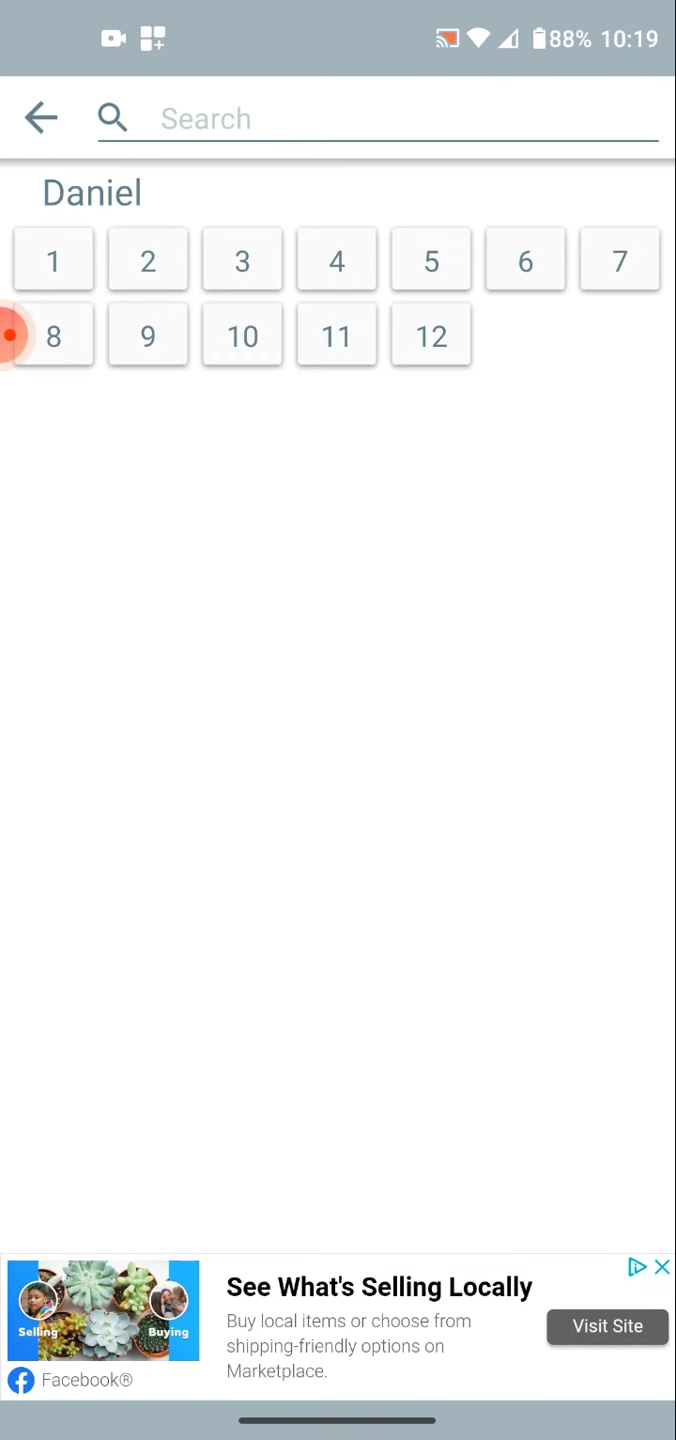 88% 10:19
Search
Daniel
1 2 3 4 5 6 7
8 9 10 11 12
See What's Selling Locally
Buy local items or choose from
shipping-friendly options on
Marketplace.
Visit Site
Selling Buying
Facebook®